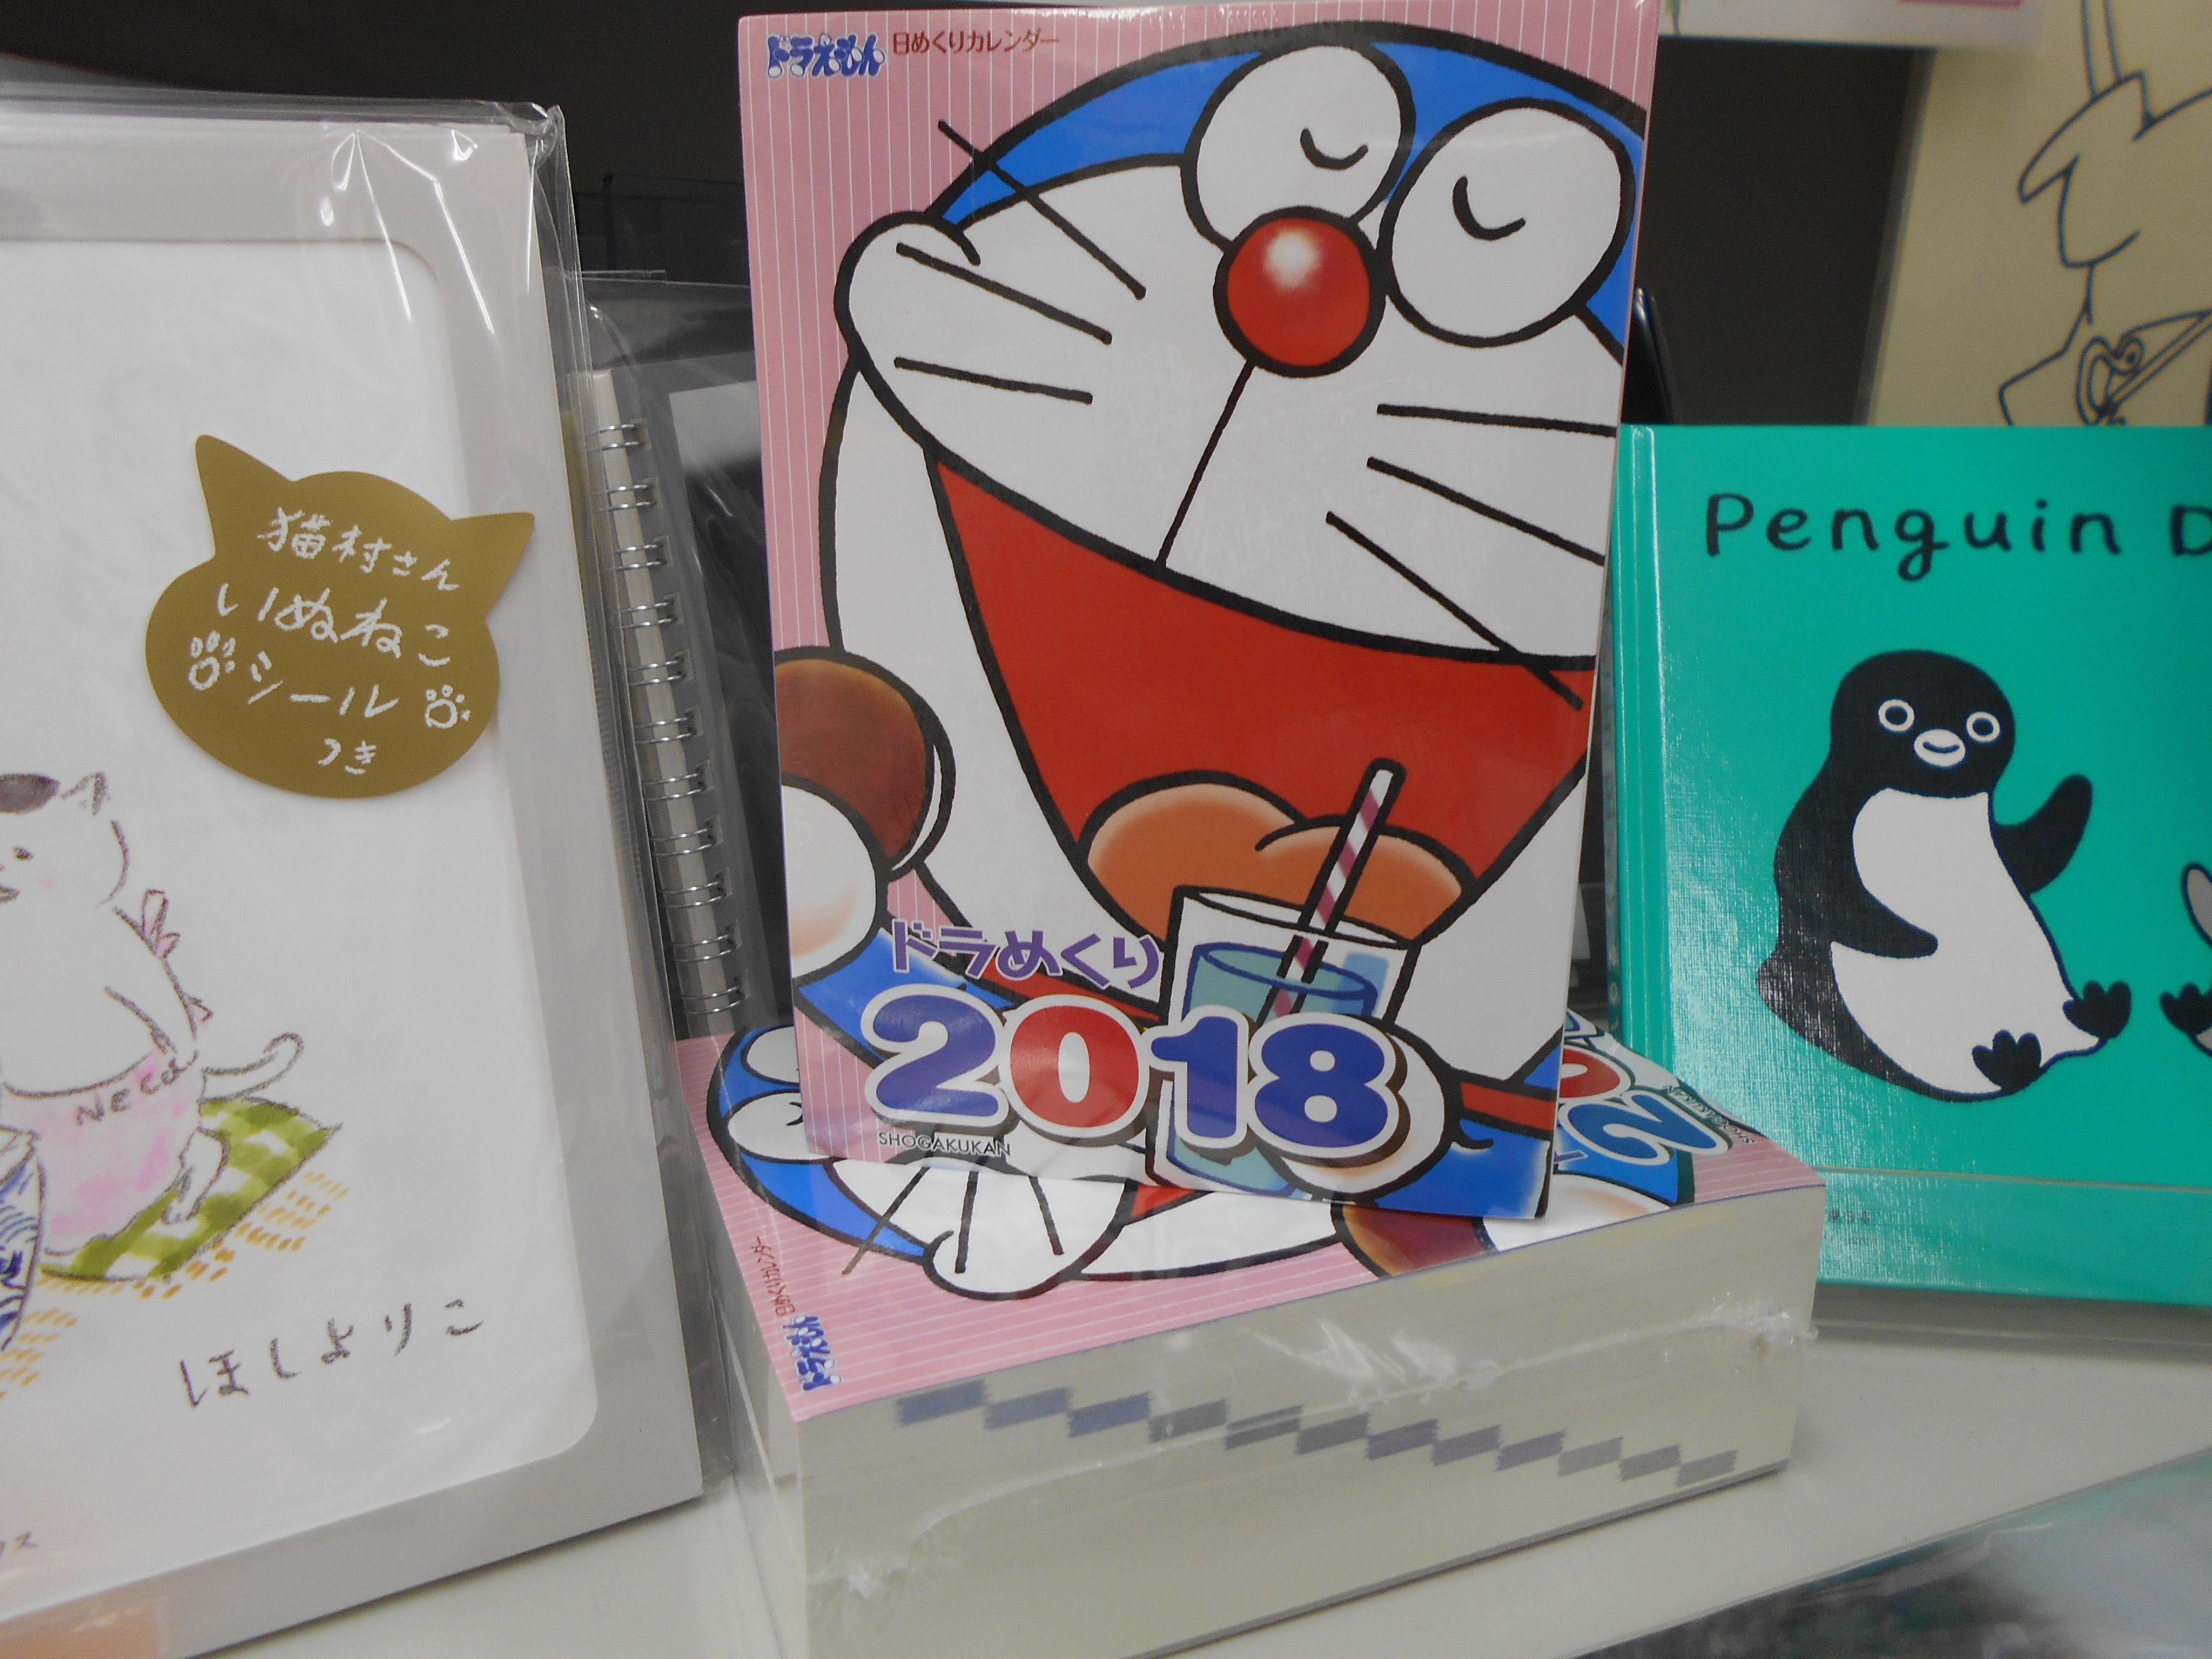 猫村さん
いぬねこ
シール
つき
NECO
ほしよりこ
ドラえもん 日めくりカレンダー
ドラめくり
2018
SHOGAKUKAN
ドラえもん 日めくりカレンダー
Penguin D